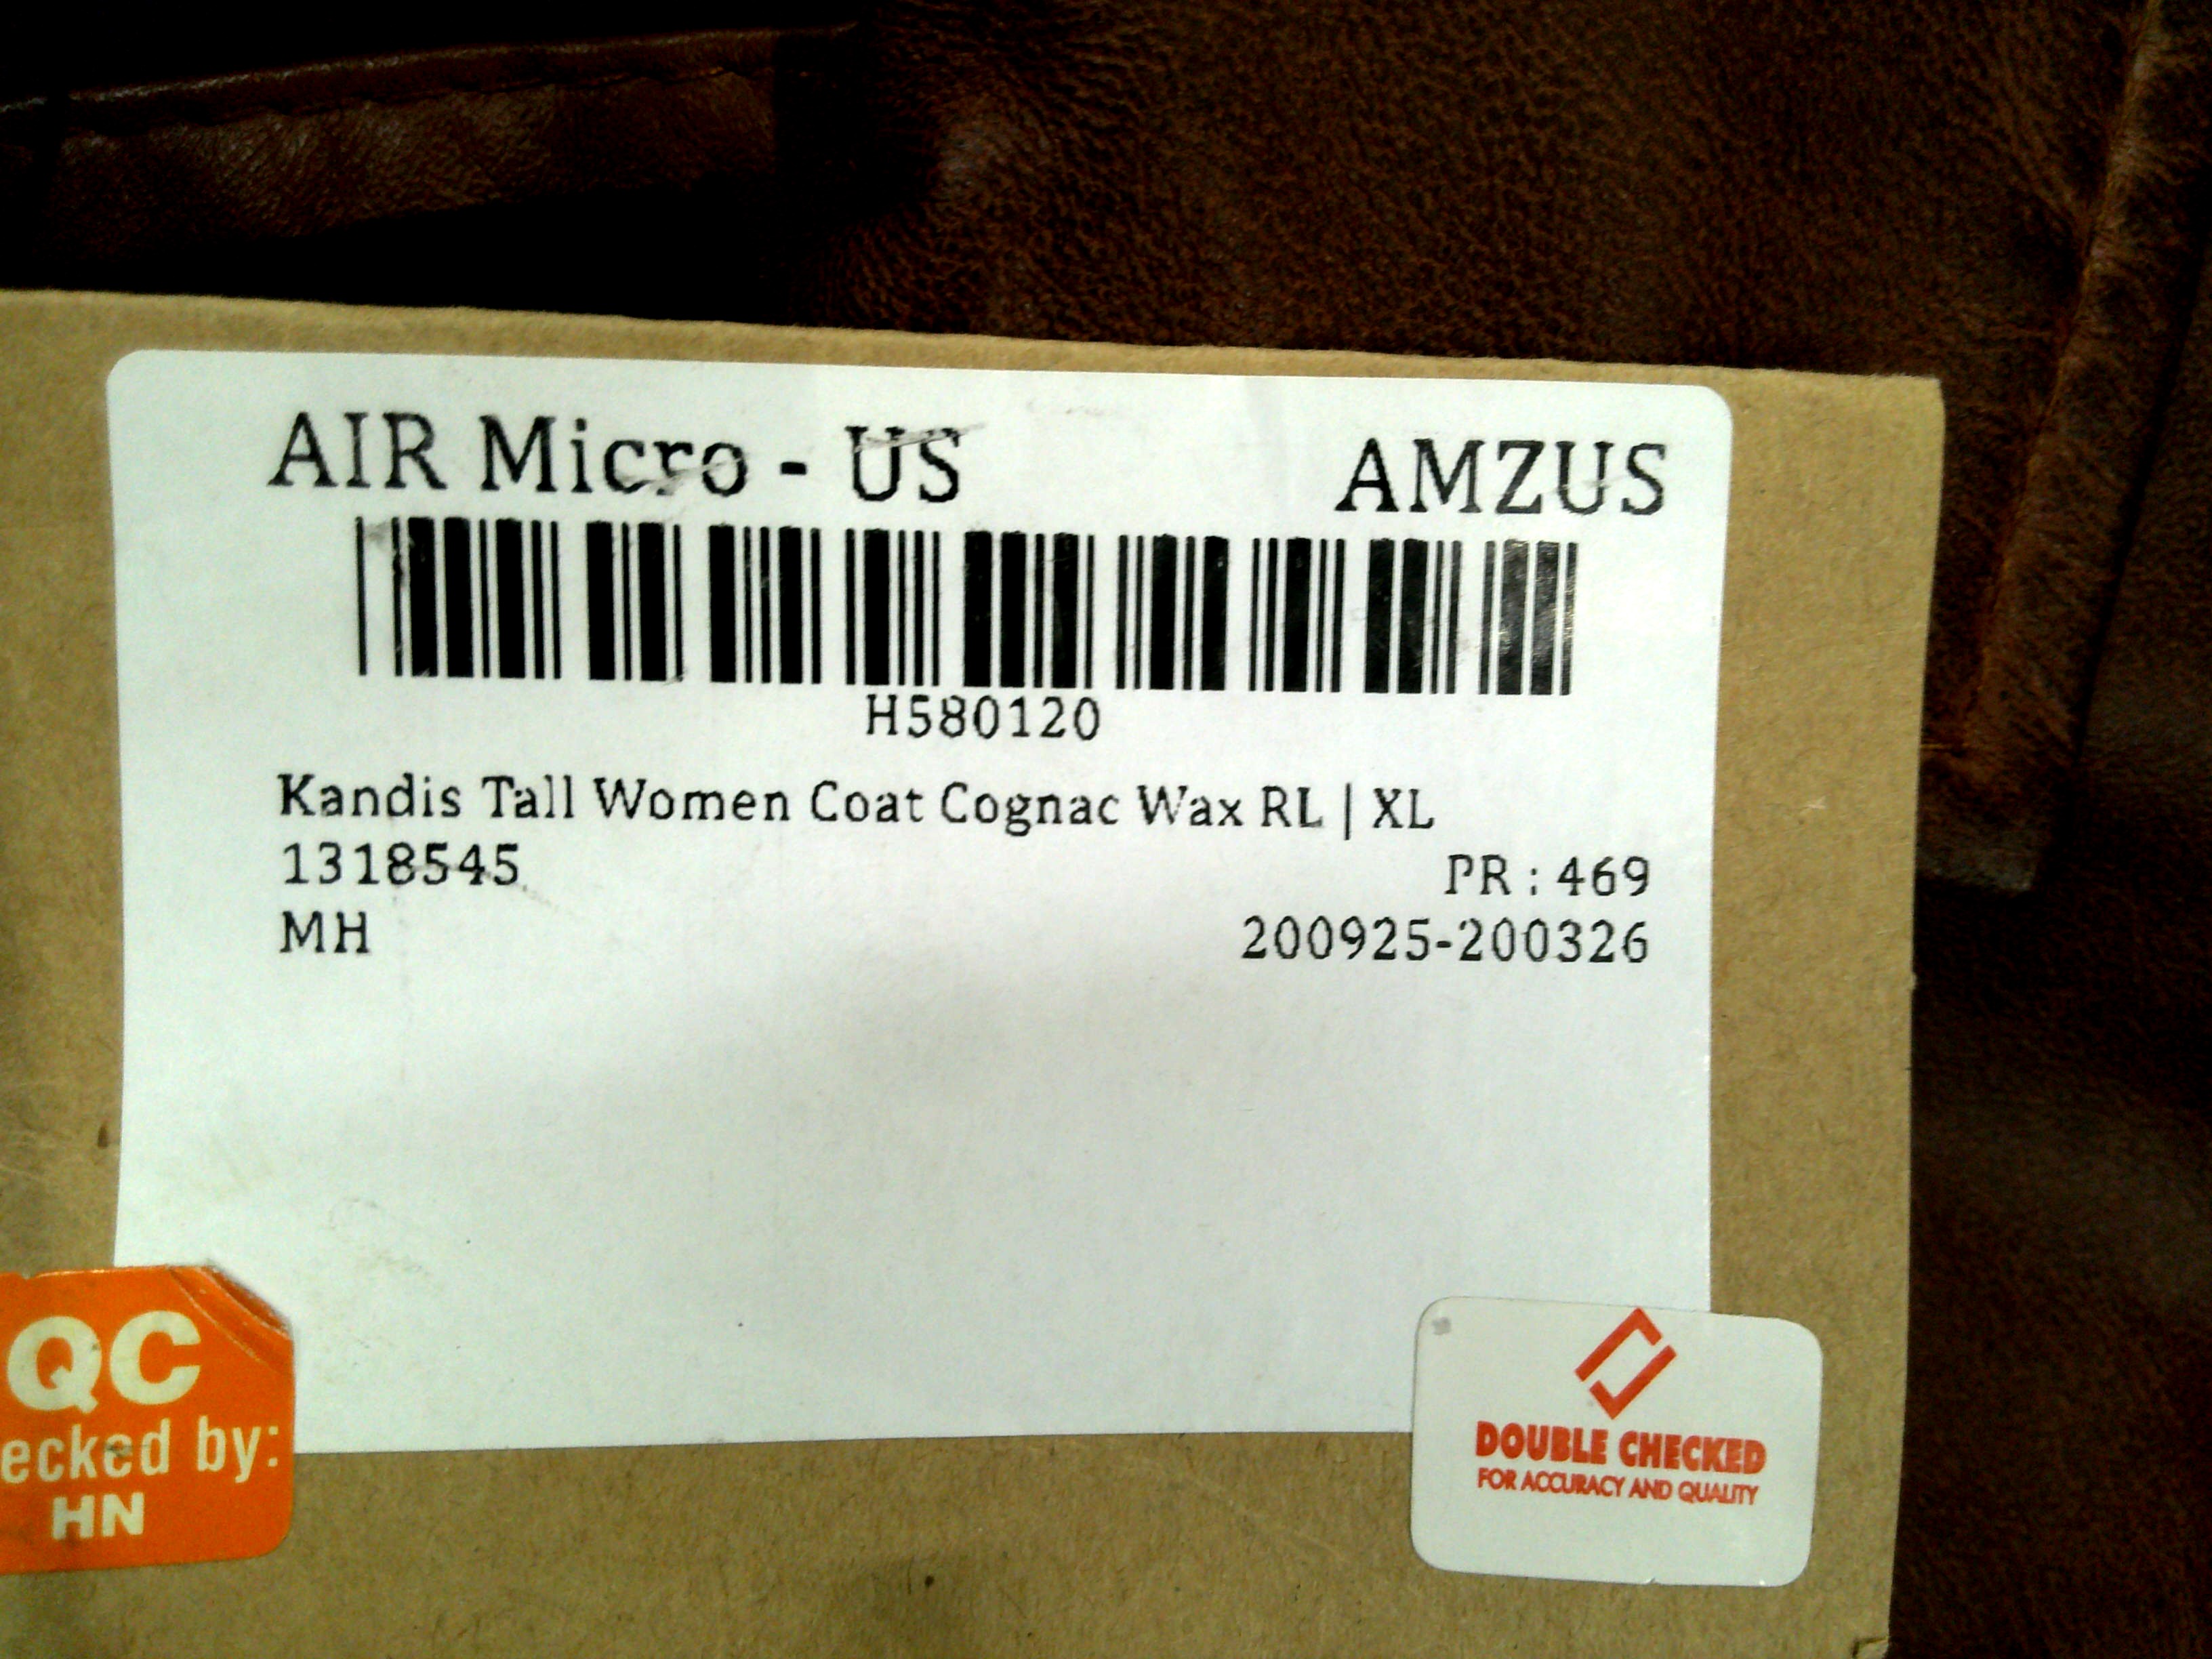 AIR Micro - US AMZUS
H580120
Kandis Tall Women Coat Cognac Wax RL | XL
1318545 PR : 469
MH 200925-200326
QC
ecked by:
HN
DOUBLE CHECKED
FOR ACCURACY AND QUALITY